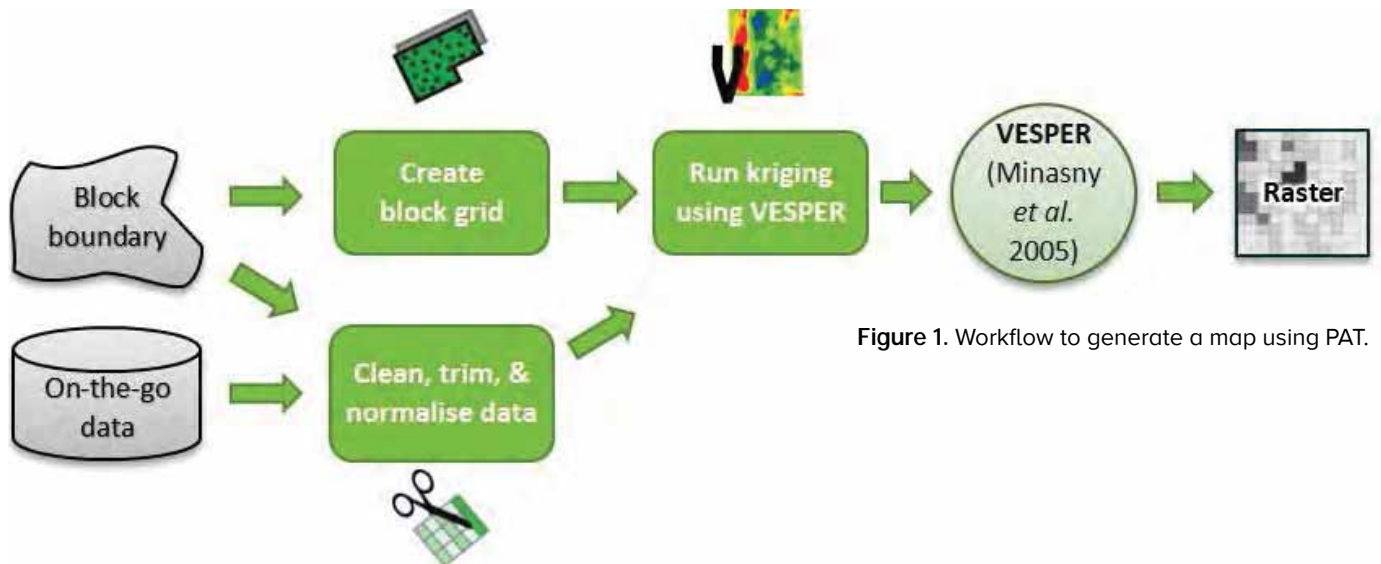 Block
boundary
Create
block grid
Run kriging
using VESPER
VESPER
(Minasny
et al.
2005)
Raster
On-the-go
data
Clean, trim, &
normalise data
Figure 1. Workflow to generate a map using PAT.